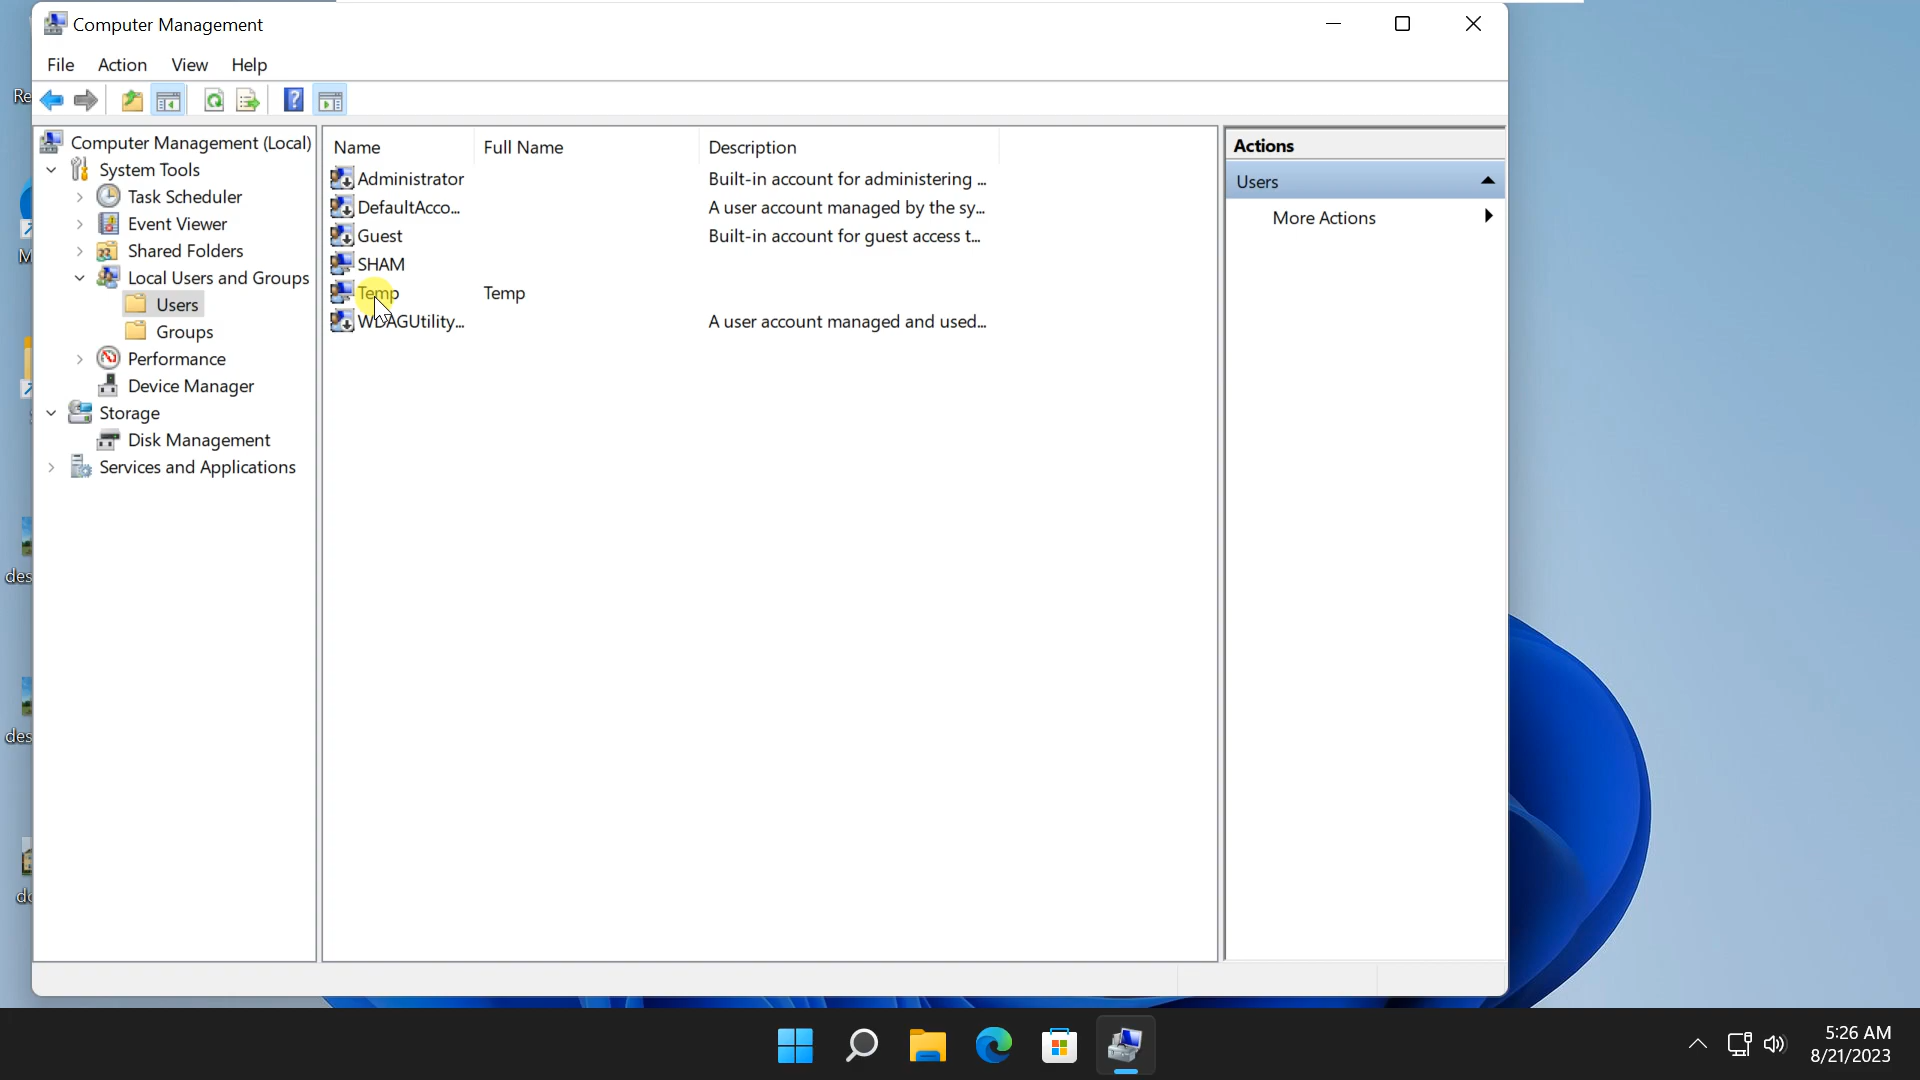 Computer Management
File Action View Help
Computer Management (Local)
System Tools
Task Scheduler
Event Viewer
Shared Folders
Local Users and Groups
Users
Groups
Performance
Device Manager
Storage
Disk Management
Services and Applications
Name Full Name Description
Administrator Built-in account for administering ...
DefaultAcco... A user account managed by the sy...
Guest Built-in account for guest access t...
SHAM
Temp Temp
WDAGUtility... A user account managed and used...
Actions
Users
More Actions
Re
des
des
5:26 AM
8/21/2023